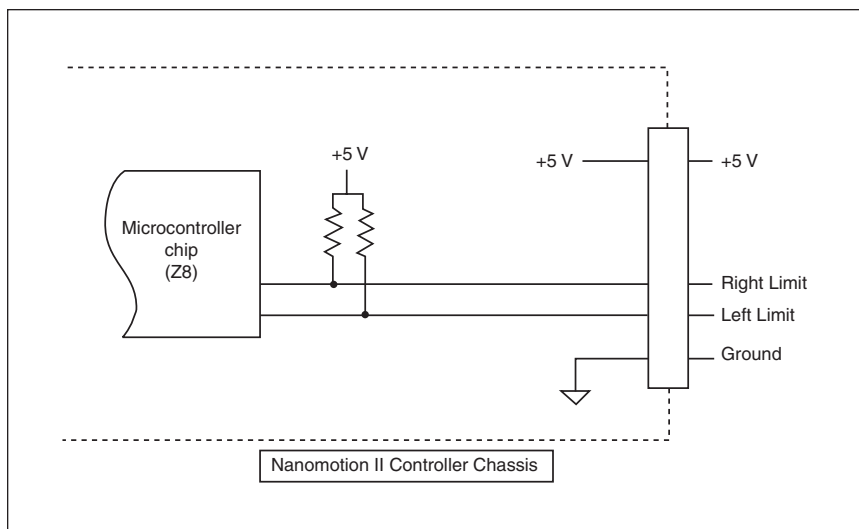 +5 V
+5 V
+5 V
Microcontroller
chip
(Z8)
Right Limit
Left Limit
Ground
Nanomotion II Controller Chassis